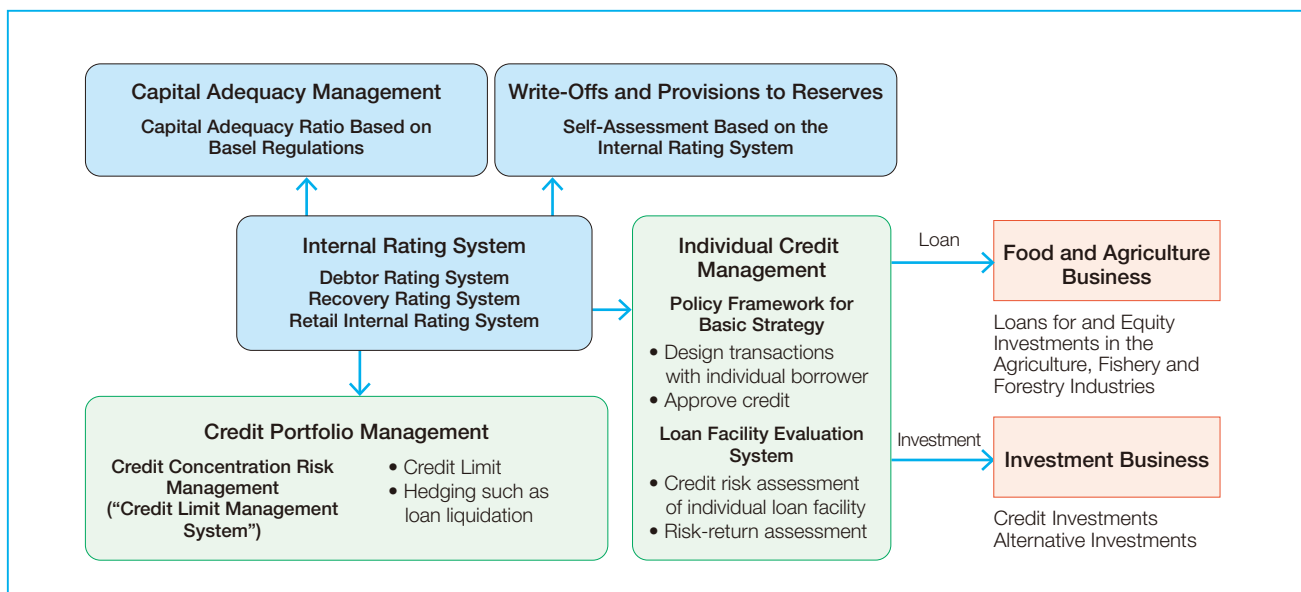 Capital Adequacy Management
Capital Adequacy Ratio Based on
Basel Regulations
Write-Offs and Provisions to Reserves
Self-Assessment Based on the
Internal Rating System
Internal Rating System
Debtor Rating System
Recovery Rating System
Retail Internal Rating System
Credit Portfolio Management
Credit Concentration Risk
Management
(“Credit Limit Management
System”)
• Credit Limit
• Hedging such as
loan liquidation
Individual Credit
Management
Policy Framework for
Basic Strategy
• Design transactions
with individual borrower
• Approve credit
Loan Facility Evaluation
System
• Credit risk assessment
of individual loan facility
• Risk-return assessment
Loan
Food and Agriculture
Business
Loans for and Equity
Investments in the
Agriculture, Fishery and
Forestry Industries
Investment
Investment Business
Credit Investments
Alternative Investments